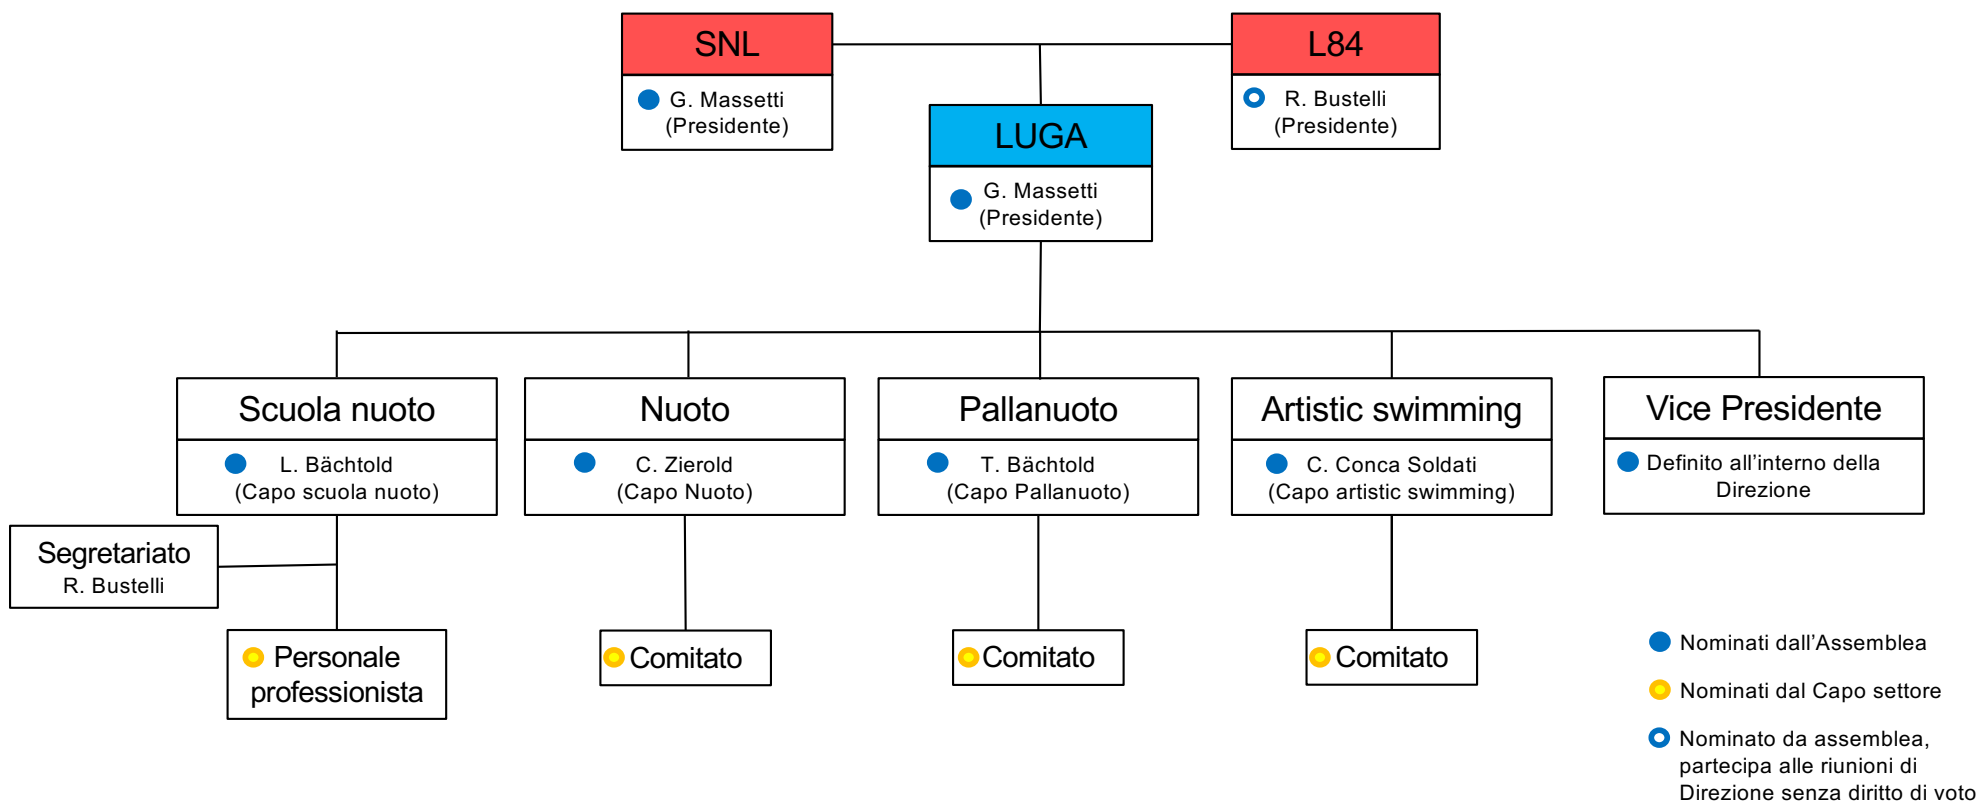 SNL
G. Massetti
(Presidente)
L84
R. Bustelli
(Presidente)
LUGA
G. Massetti
(Presidente)
Scuola nuoto
L. Bächtold
(Capo scuola nuoto)
Nuoto
C. Zierold
(Capo Nuoto)
Pallanuoto
T. Bächtold
(Capo Pallanuoto)
Artistic swimming
C. Conca Soldati
(Capo artistic swimming)
Vice Presidente
Definito all’interno della
Direzione
Segretariato
R. Bustelli
Personale
professionista
Comitato
Comitato
Comitato
Nominati dall’Assemblea
Nominati dal Capo settore
Nominato da assemblea,
partecipa alle riunioni di
Direzione senza diritto di voto